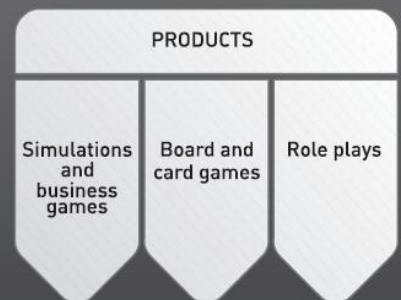 PRODUCTS
Simulations
and
business
games
Board and
card games
Role plays